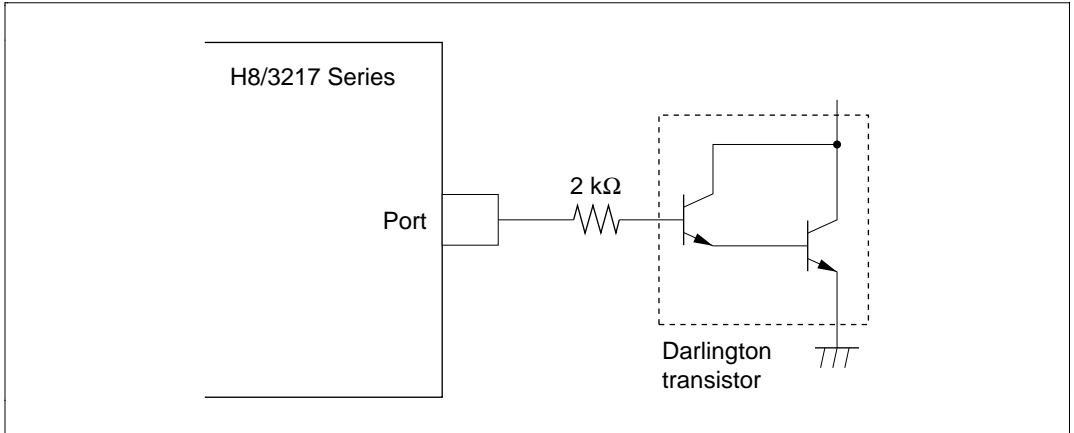 H8/3217 Series
2 kΩ
Port
Darlington
transistor